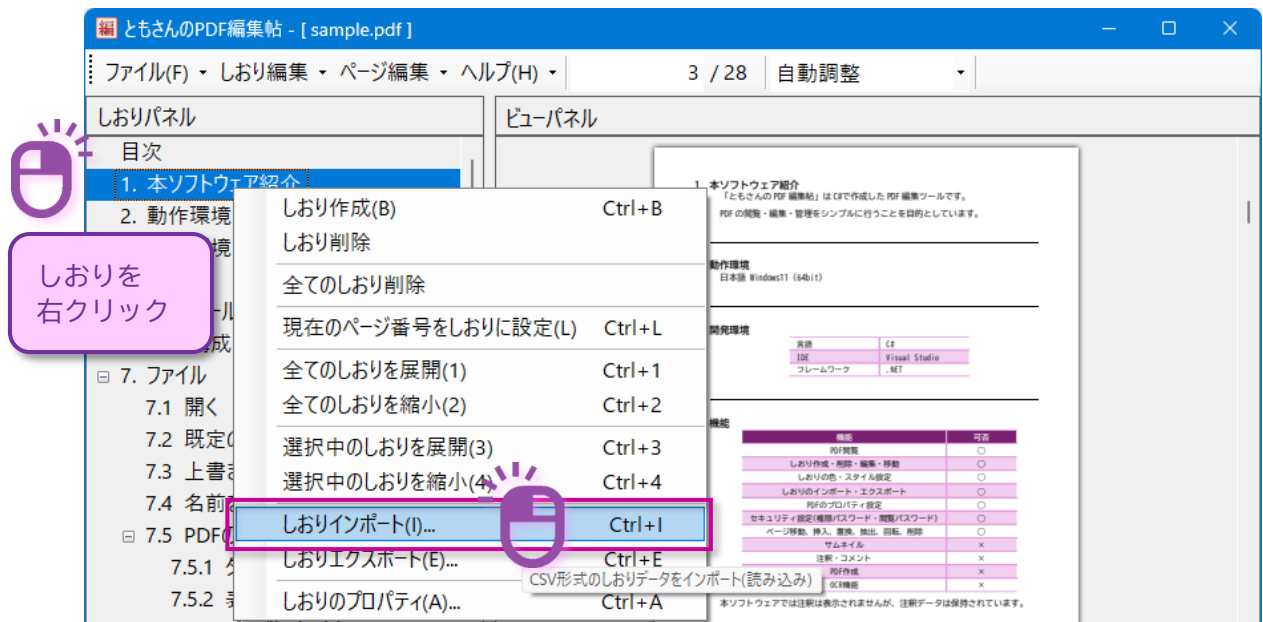 編 ともさんのPDF編集帖 - [ sample.pdf ]
ファイル(F) しおり編集 ページ編集 ヘルプ(H) 3 / 28 自動調整
しおりパネル
目次
1. 本ソフトウェア紹介
2. 動作環境
境
ール
成
7. ファイル
7.1 開く
7.2 既定
7.3 上書
7.4 名前
7.5 PDF
7.5.1
7.5.2
しおりを
右クリック
しおり作成(B) Ctrl+B
しおり削除
全てのしおり削除
現在のページ番号をしおりに設定(L) Ctrl+L
全てのしおりを展開(1) Ctrl+1
全てのしおりを縮小(2) Ctrl+2
選択中のしおりを展開(3) Ctrl+3
選択中のしおりを縮小(4) Ctrl+4
しおりインポート(I)... Ctrl+I
しおりエクスポート(E)... Ctrl+E
CSV形式のしおりデータをインポート(読み込み)
しおりのプロパティ(A)... Ctrl+A
ビューパネル
1. 本ソフトウェア紹介
「ともさんの PDF 編集帖」は C#で作成した PDF 編集ツールです。
PDF の閲覧・編集・管理をシンプルに行うことを目的としています。
動作環境
日本語 Windows11 (64bit)
開発環境
言語 C#
IDE Visual Studio
フレームワーク .NET
機能
機能 可否
PDF閲覧 ○
しおり作成・削除・編集・移動 ○
しおりの色・スタイル設定 ○
しおりのインポート・エクスポート ○
PDFのプロパティ設定 ○
セキュリティ設定(権限パスワード・閲覧パスワード) ○
ページ移動、挿入、置換、抽出、回転、削除 ○
サムネイル ×
注釈・コメント ×
PDF作成 ×
OCR機能 ×
本ソフトウェアでは注釈は表示されませんが、注釈データは保持されています。